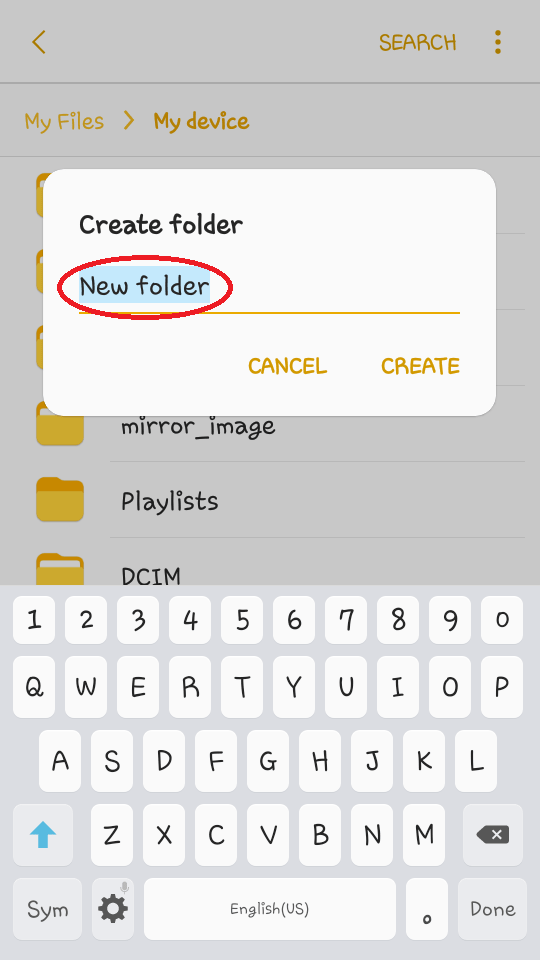 SEARCH
My Files > My device
Create folder
New folder
CANCEL CREATE
mirror_image
Playlists
DCIM
1 2 3 4 5 6 7 8 9 0
Q W E R T Y U I O P
A S D F G H J K L
Z X C V B N M
Sym English(US) . Done